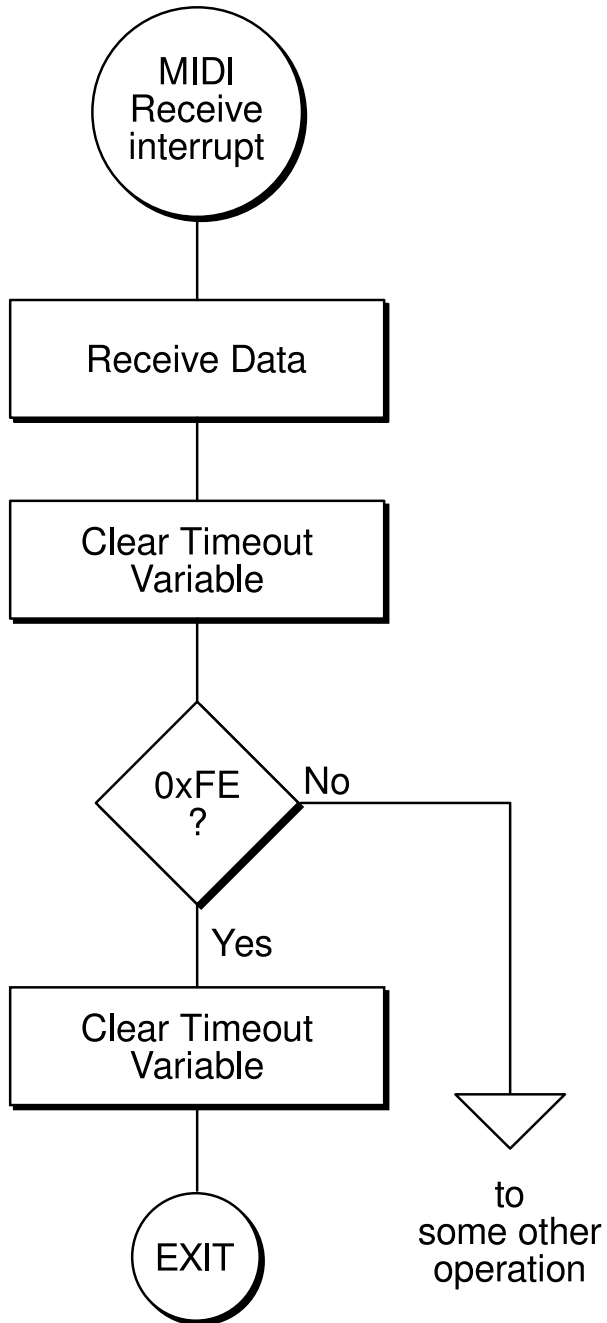 MIDI
Receive
interrupt
Receive Data
Clear Timeout
Variable
0xFE
?
No
Yes
Clear Timeout
Variable
EXIT
to
some other
operation